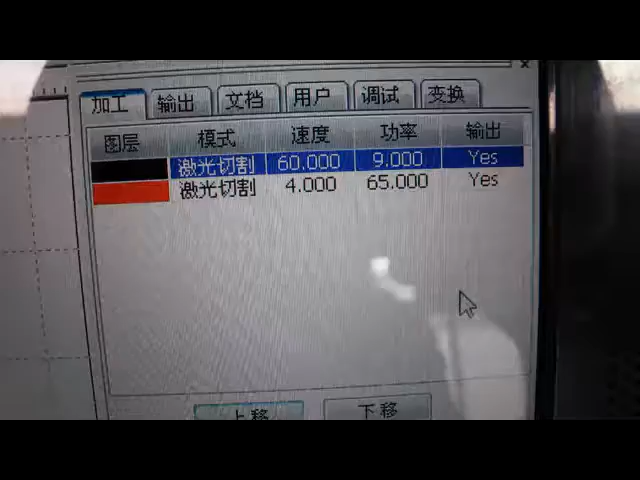 加工 输出 文档 用户 调试 变换
图层 模式 速度 功率 输出
激光切割 60.000 9.000 Yes
激光切割 4.000 65.000 Yes
上移 下移